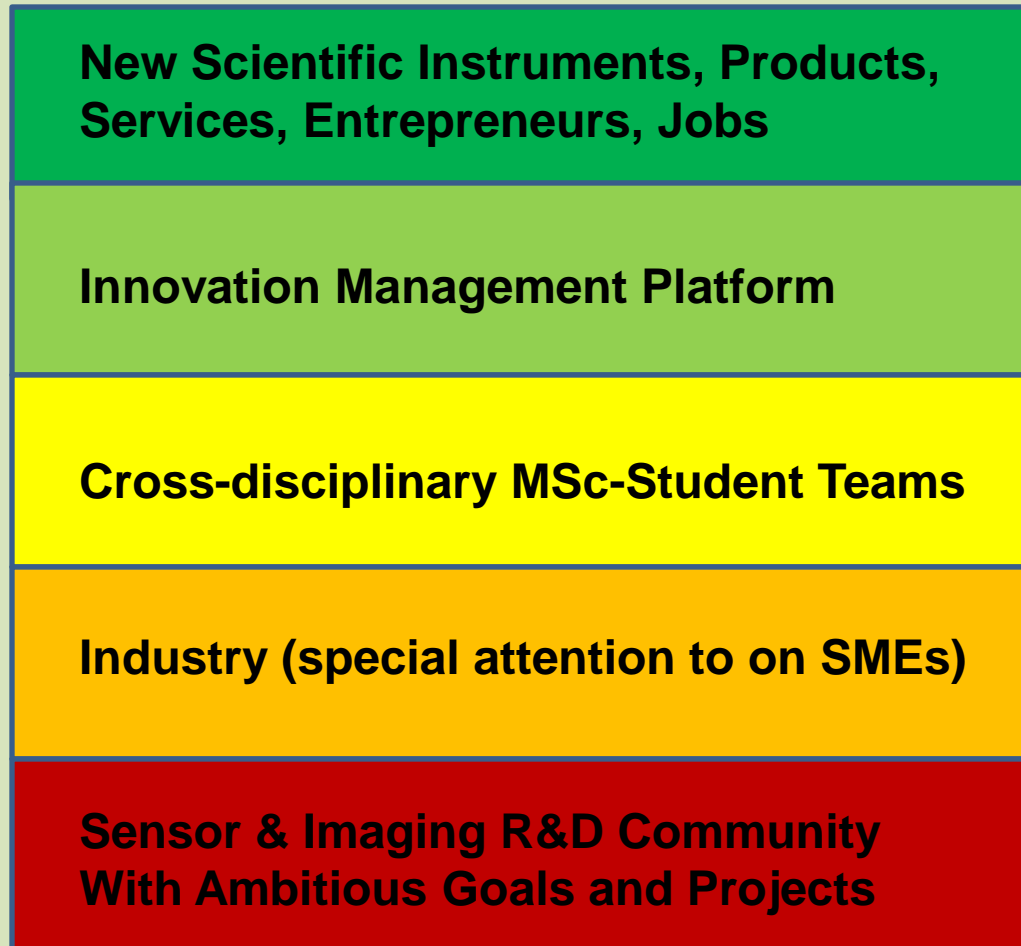 New Scientific Instruments, Products,
Services, Entrepreneurs, Jobs
Innovation Management Platform
Cross-disciplinary MSc-Student Teams
Industry (special attention to on SMEs)
Sensor & Imaging R&D Community
With Ambitious Goals and Projects